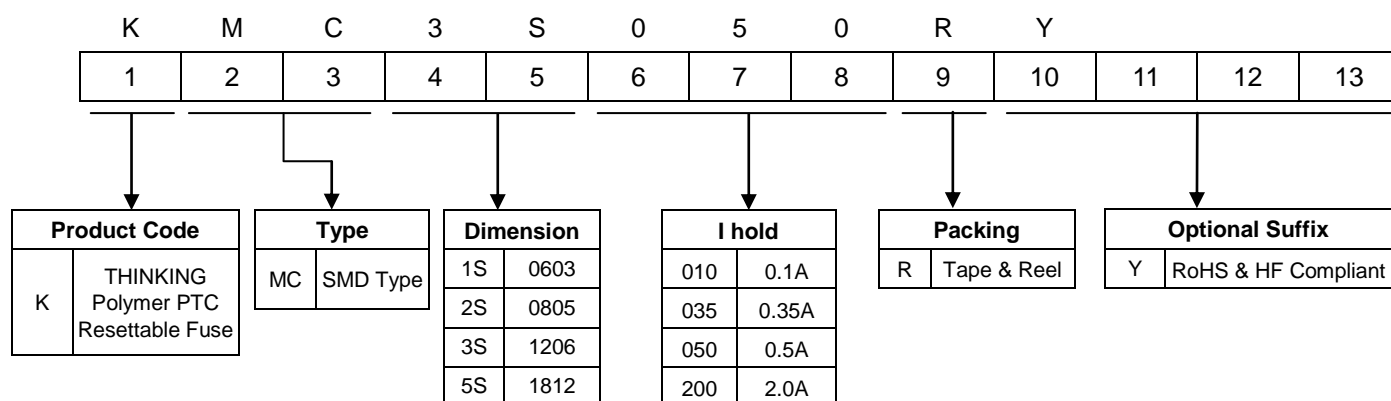 K M C 3 S 0 5 0 R Y
1 2 3 4 5 6 7 8 9 10 11 12 13
Product Code
K THINKING
Polymer PTC
Resettable Fuse
Type
MC SMD Type
Dimension
1S 0603
2S 0805
3S 1206
5S 1812
I hold
010 0.1A
035 0.35A
050 0.5A
200 2.0A
Packing
R Tape & Reel
Optional Suffix
Y RoHS & HF Compliant